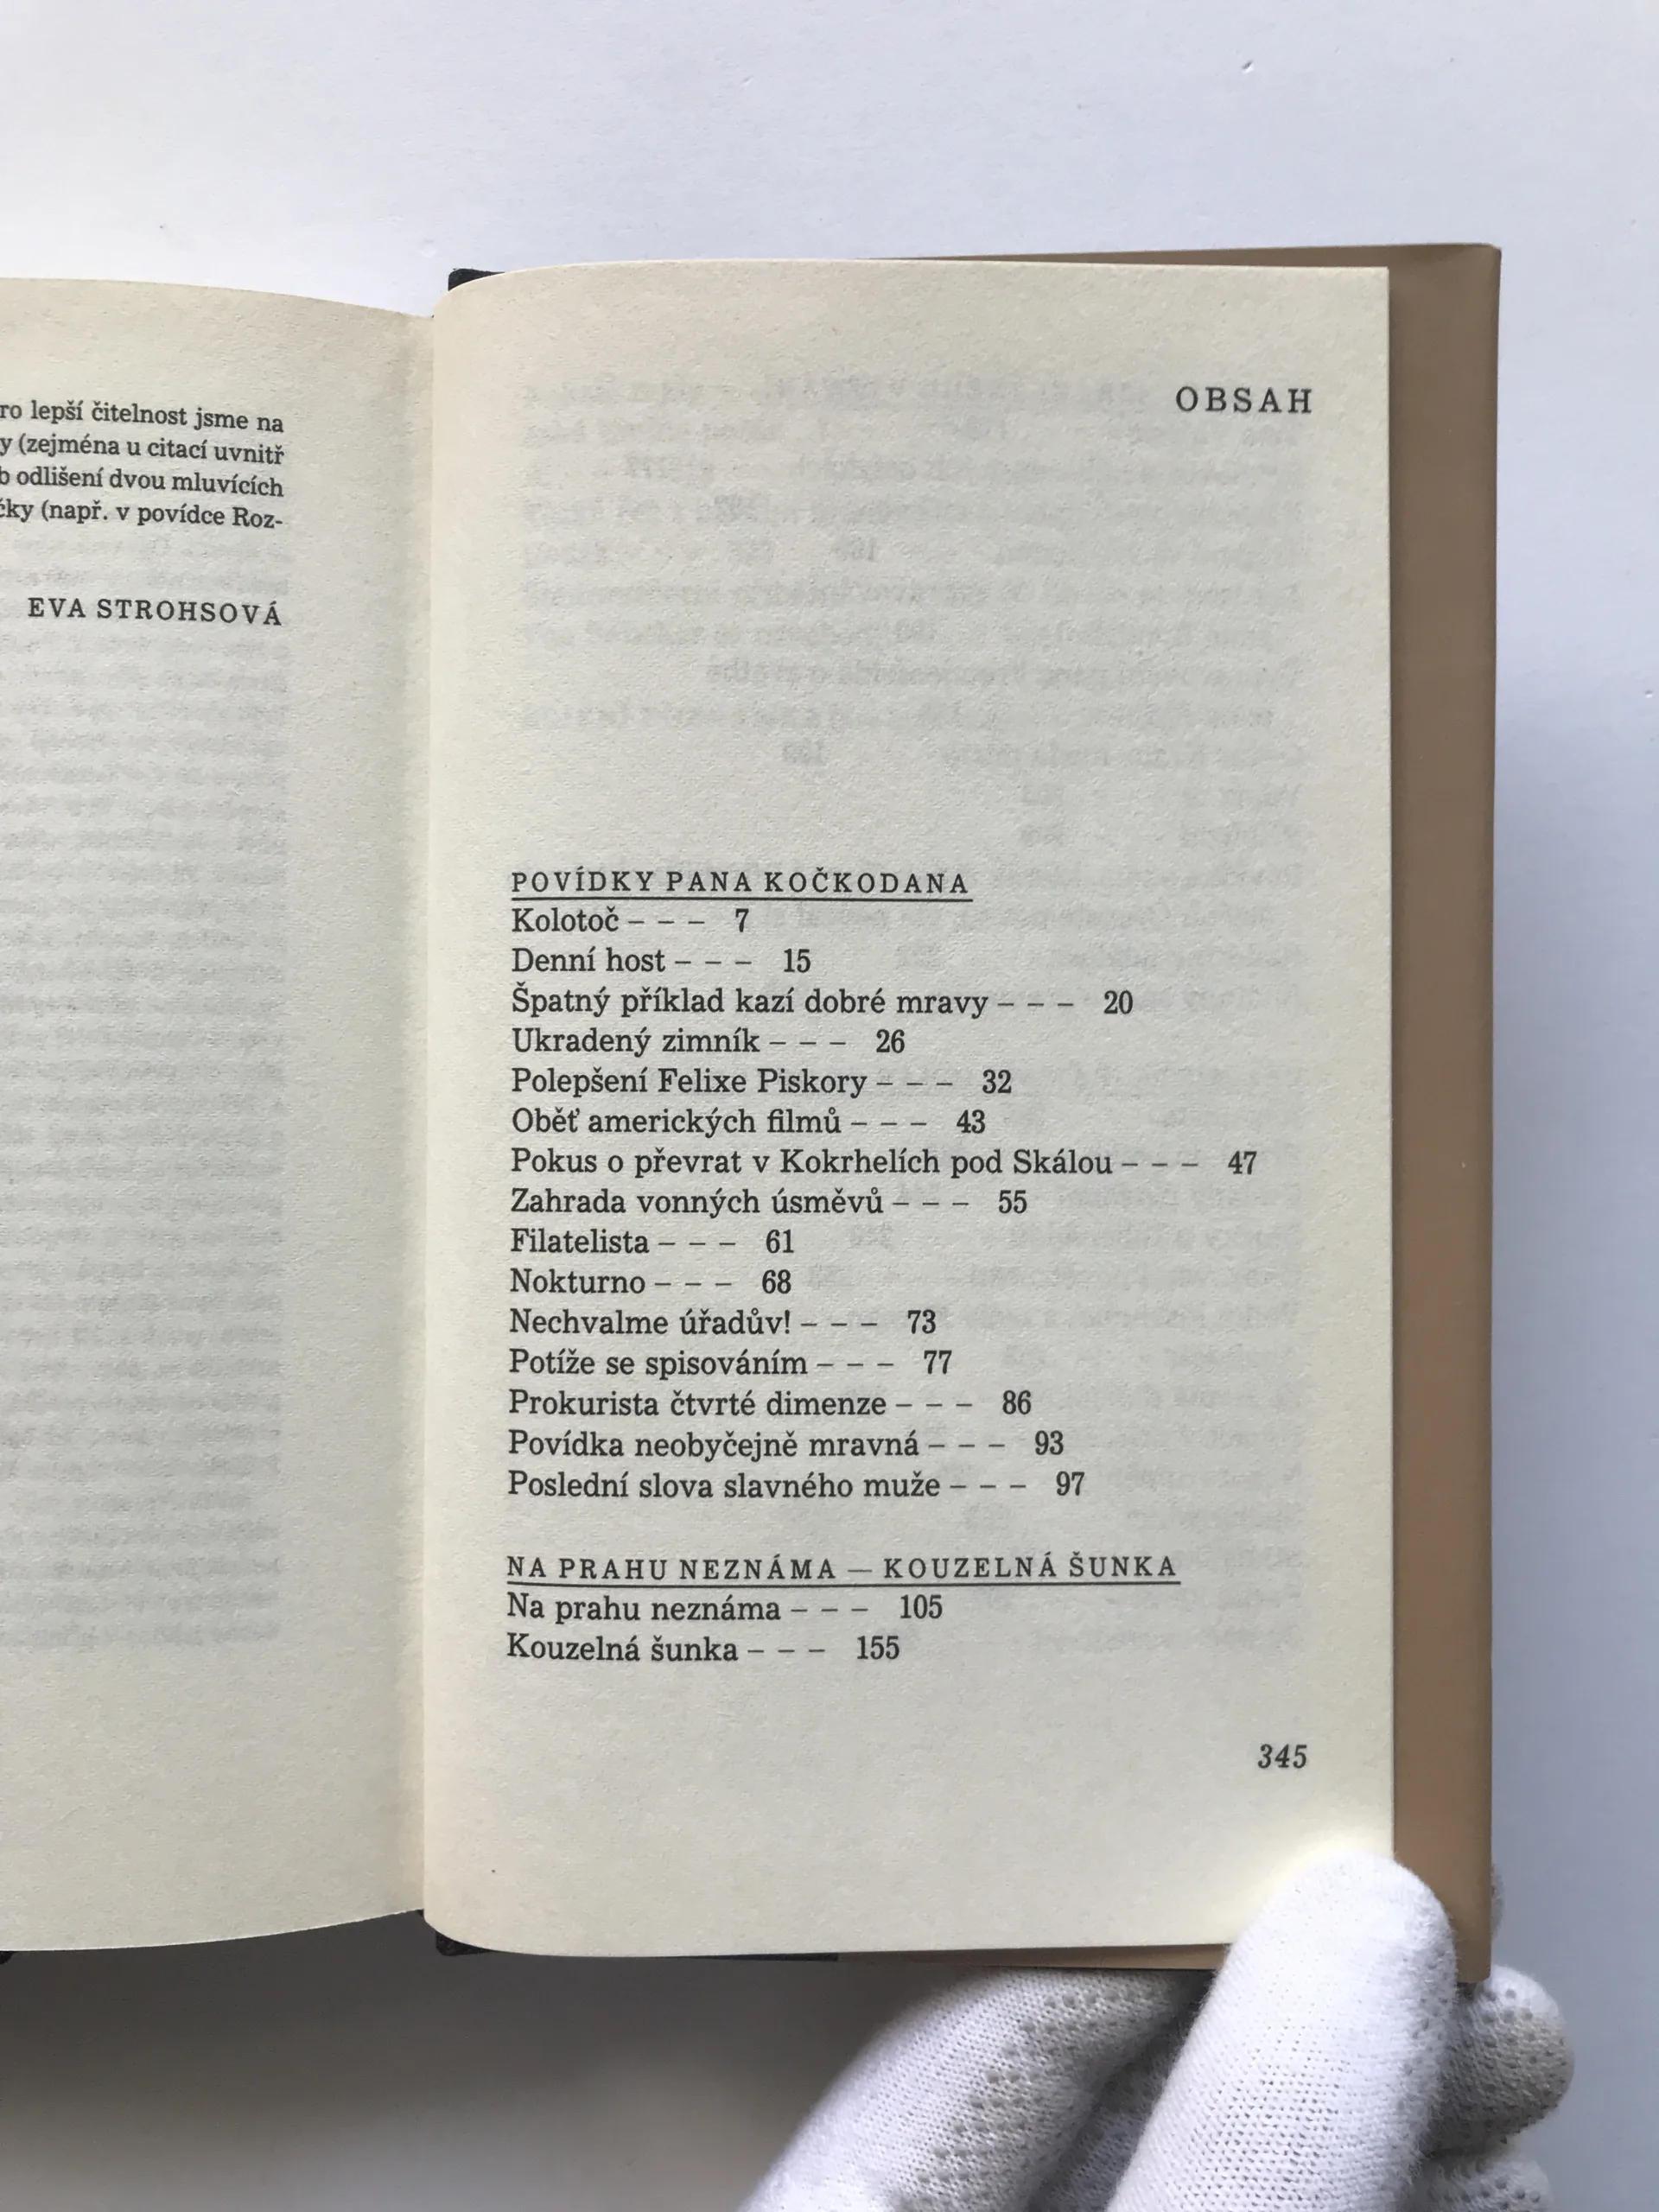 ro lepší čitelnost jsme na
y (zejména u citací uvnitř
b odlišení dvou mluvících
čky (např. v povídce Roz-
EVA STROHSOVÁ
OBSAH
POVÍDKY PANA KOČKODANA
Kolotoč – – – 7
Denní host – – – 15
Špatný příklad kazí dobré mravy – – – 20
Ukradený zimník – – – 26
Polepšení Felixe Piskory – – – 32
Oběť amerických filmů – – – 43
Pokus o převrat v Kokrhelích pod Skálou – – – 47
Zahrada vonných úsměvů – – – 55
Filatelista – – – 61
Nokturno – – – 68
Nechvalme úřadův! – – – 73
Potíže se spisováním – – – 77
Prokurista čtvrté dimenze – – – 86
Povídka neobyčejně mravná – – – 93
Poslední slova slavného muže – – – 97
NA PRAHU NEZNÁMA — KOUZELNÁ ŠUNKA
Na prahu neznáma – – – 105
Kouzelná šunka – – – 155
345